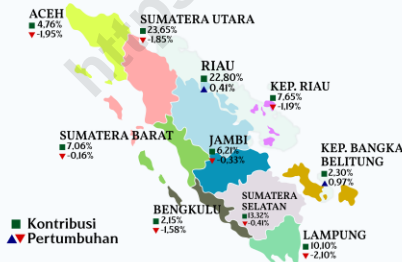 ACEH
4,76%
-1,95%
SUMATERA UTARA
23,65%
-1,85%
RIAU
22,80%
0,41%
KEP. RIAU
7,65%
-1,19%
SUMATERA BARAT
7,06%
-0,16%
JAMBI
6,21%
-0,33%
KEP. BANGKA
BELITUNG
2,30%
0,97%
BENGKULU
2,15%
-1,58%
SUMATERA
SELATAN
13,32%
-0,41%
LAMPUNG
10,10%
-2,10%
Kontribusi
Pertumbuhan